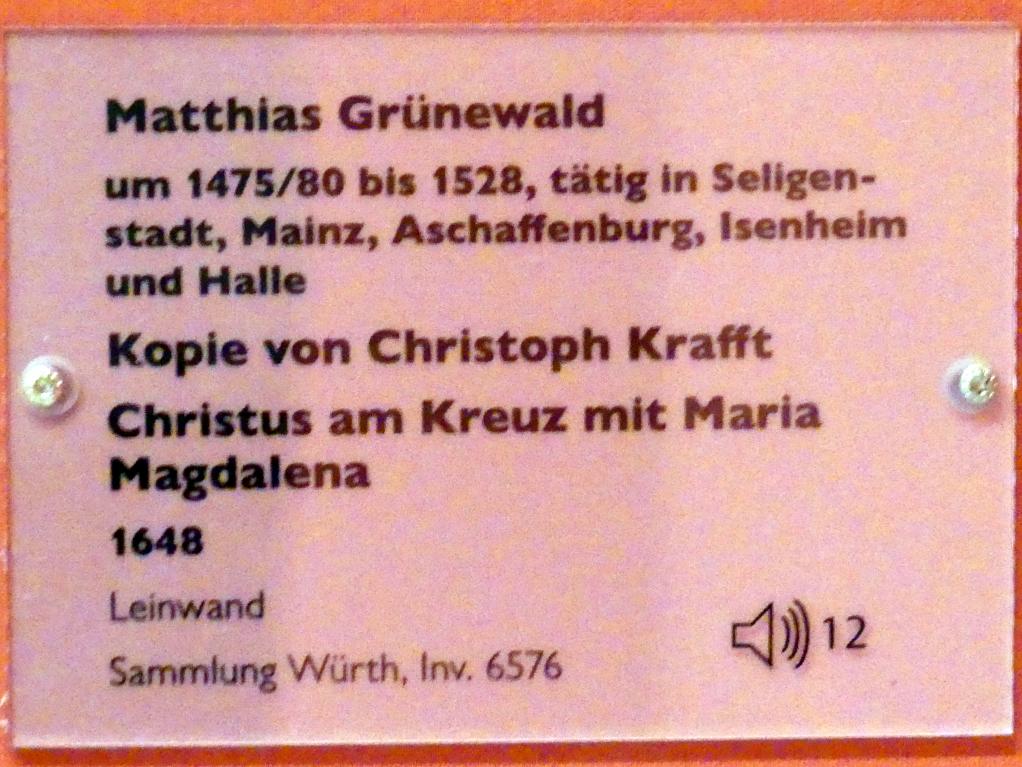 Matthias Grünewald
um 1475/80 bis 1528, tätig in Seligen-
stadt, Mainz, Aschaffenburg, Isenheim
und Halle
Kopie von Christoph Krafft
Christus am Kreuz mit Maria
Magdalena
1648
Leinwand
Sammlung Würth, Inv. 6576
12